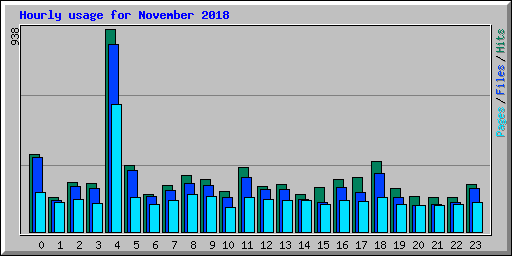 Hourly usage for November 2018
938
Pages / Files / Hits
0 1 2 3 4 5 6 7 8 9 10 11 12 13 14 15 16 17 18 19 20 21 22 23